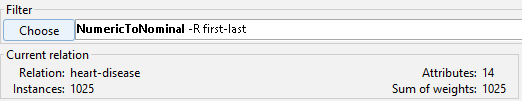 Filter
Choose NumericToNominal -R first-last
Current relation
Relation: heart-disease Attributes: 14
Instances: 1025 Sum of weights: 1025